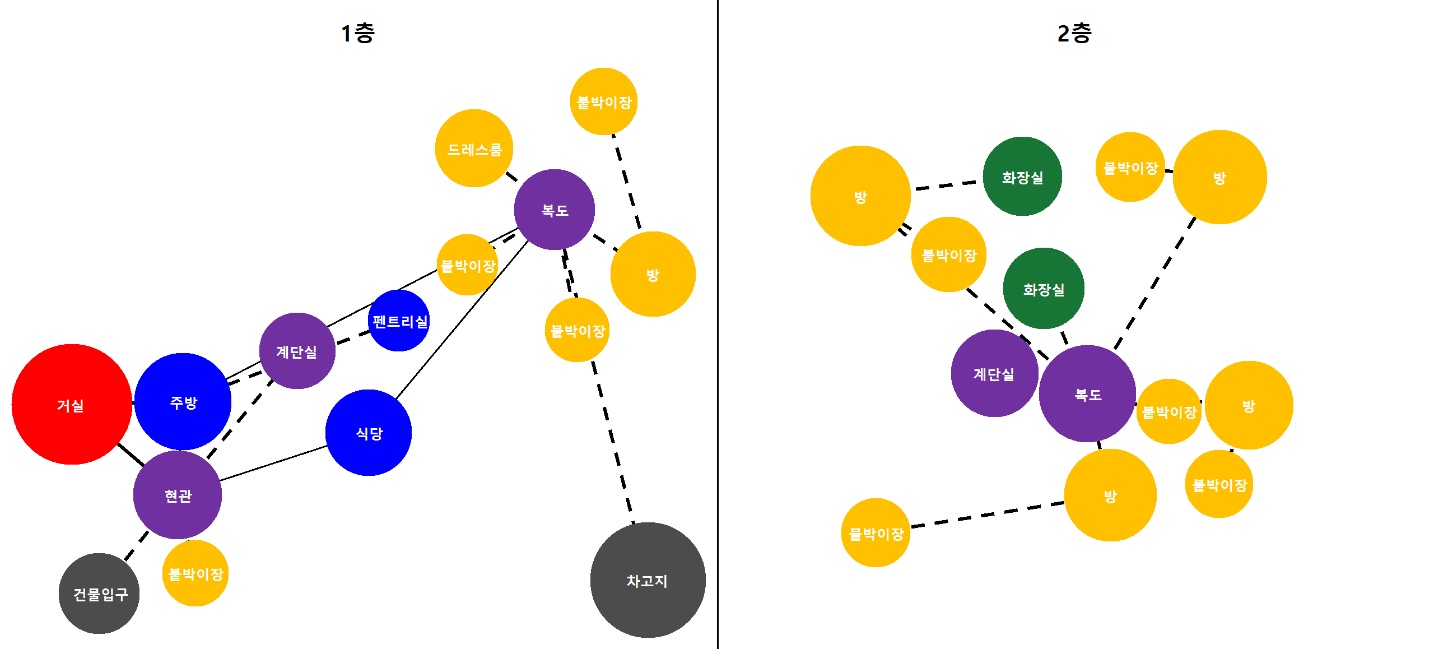 1층
붙박이장
드레스룸
복도
붙박이장
방
펜트리실
붙박이장
계단실
거실
주방
식당
현관
붙박이장
건물입구
차고지
2층
화장실
붙박이장
방
방
붙박이장
화장실
계단실
복도
붙박이장
방
붙박이장
방
붙박이장